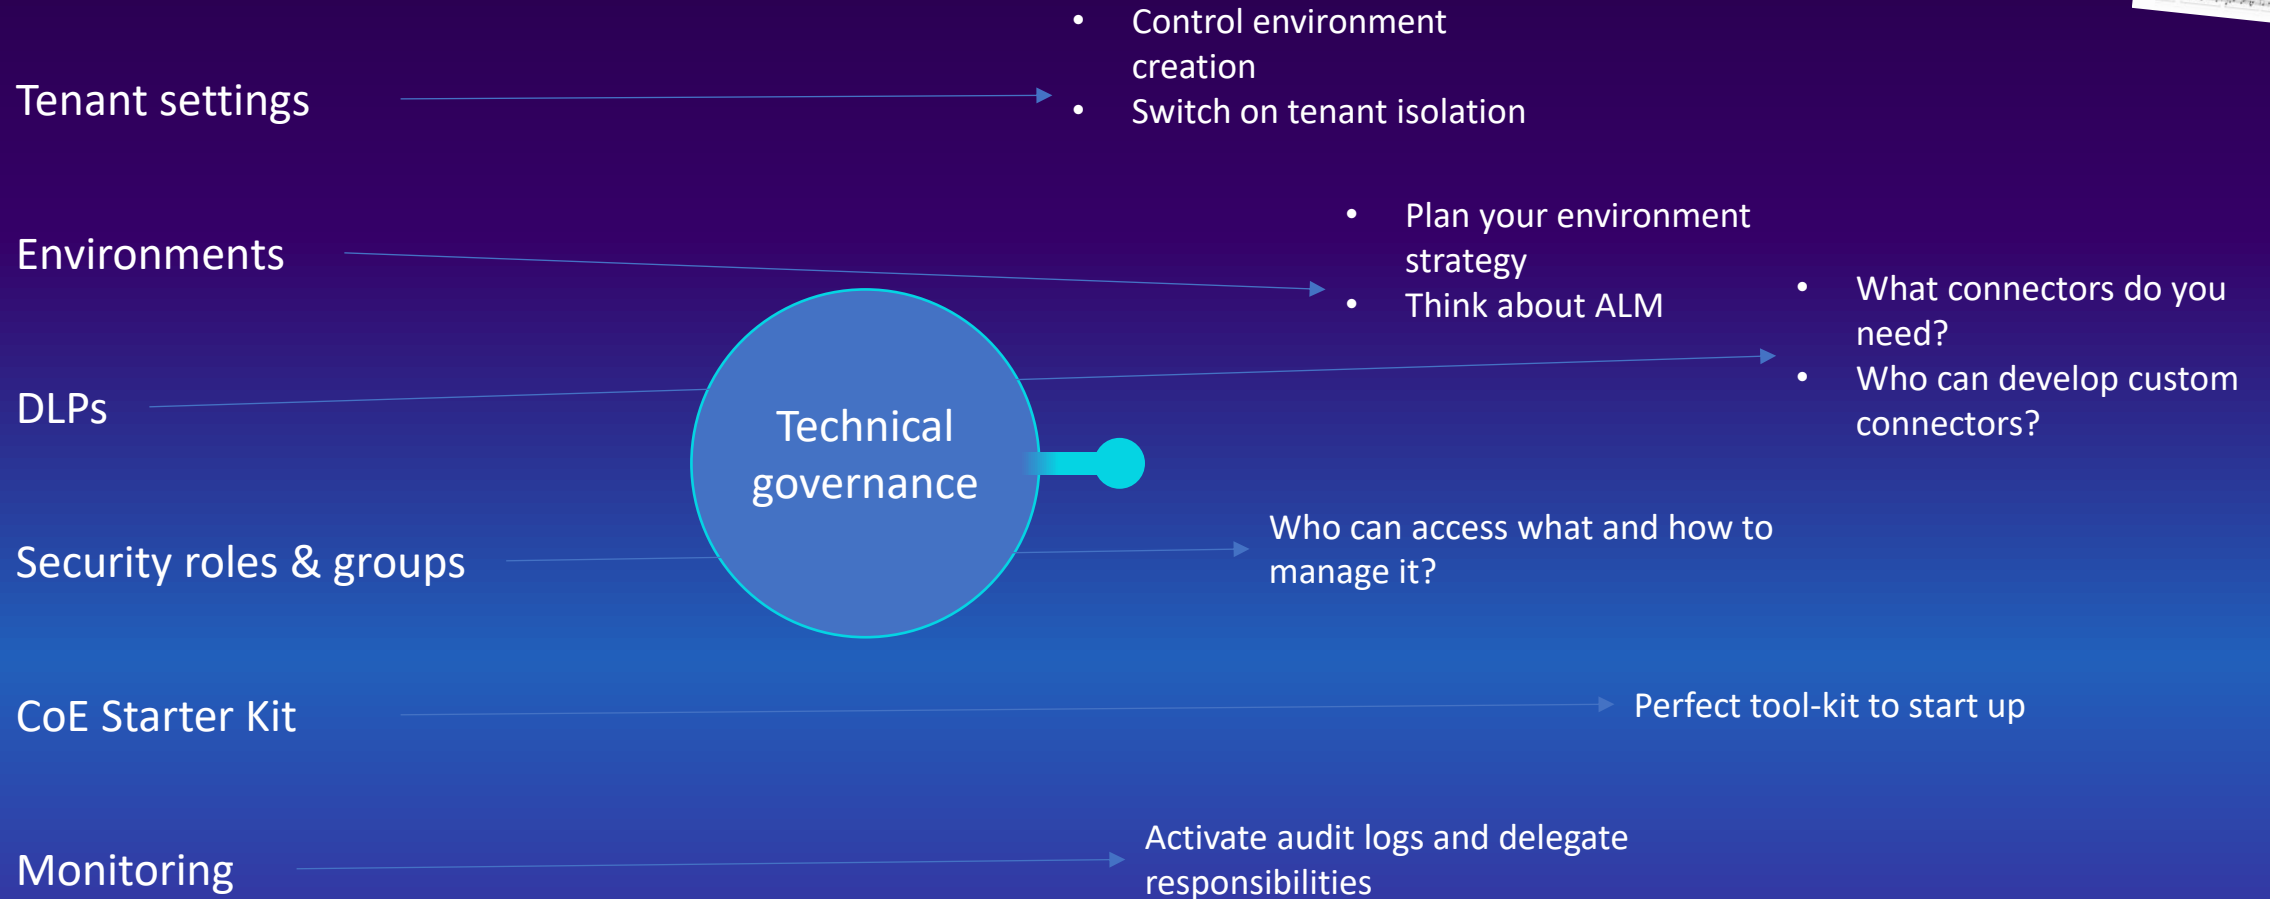 Tenant settings
• Control environment
creation
• Switch on tenant isolation
Environments
• Plan your environment
strategy
• Think about ALM
DLPs
• What connectors do you
need?
• Who can develop custom
connectors?
Technical
governance
Security roles & groups
Who can access what and how to
manage it?
CoE Starter Kit
Perfect tool-kit to start up
Monitoring
Activate audit logs and delegate
responsibilities